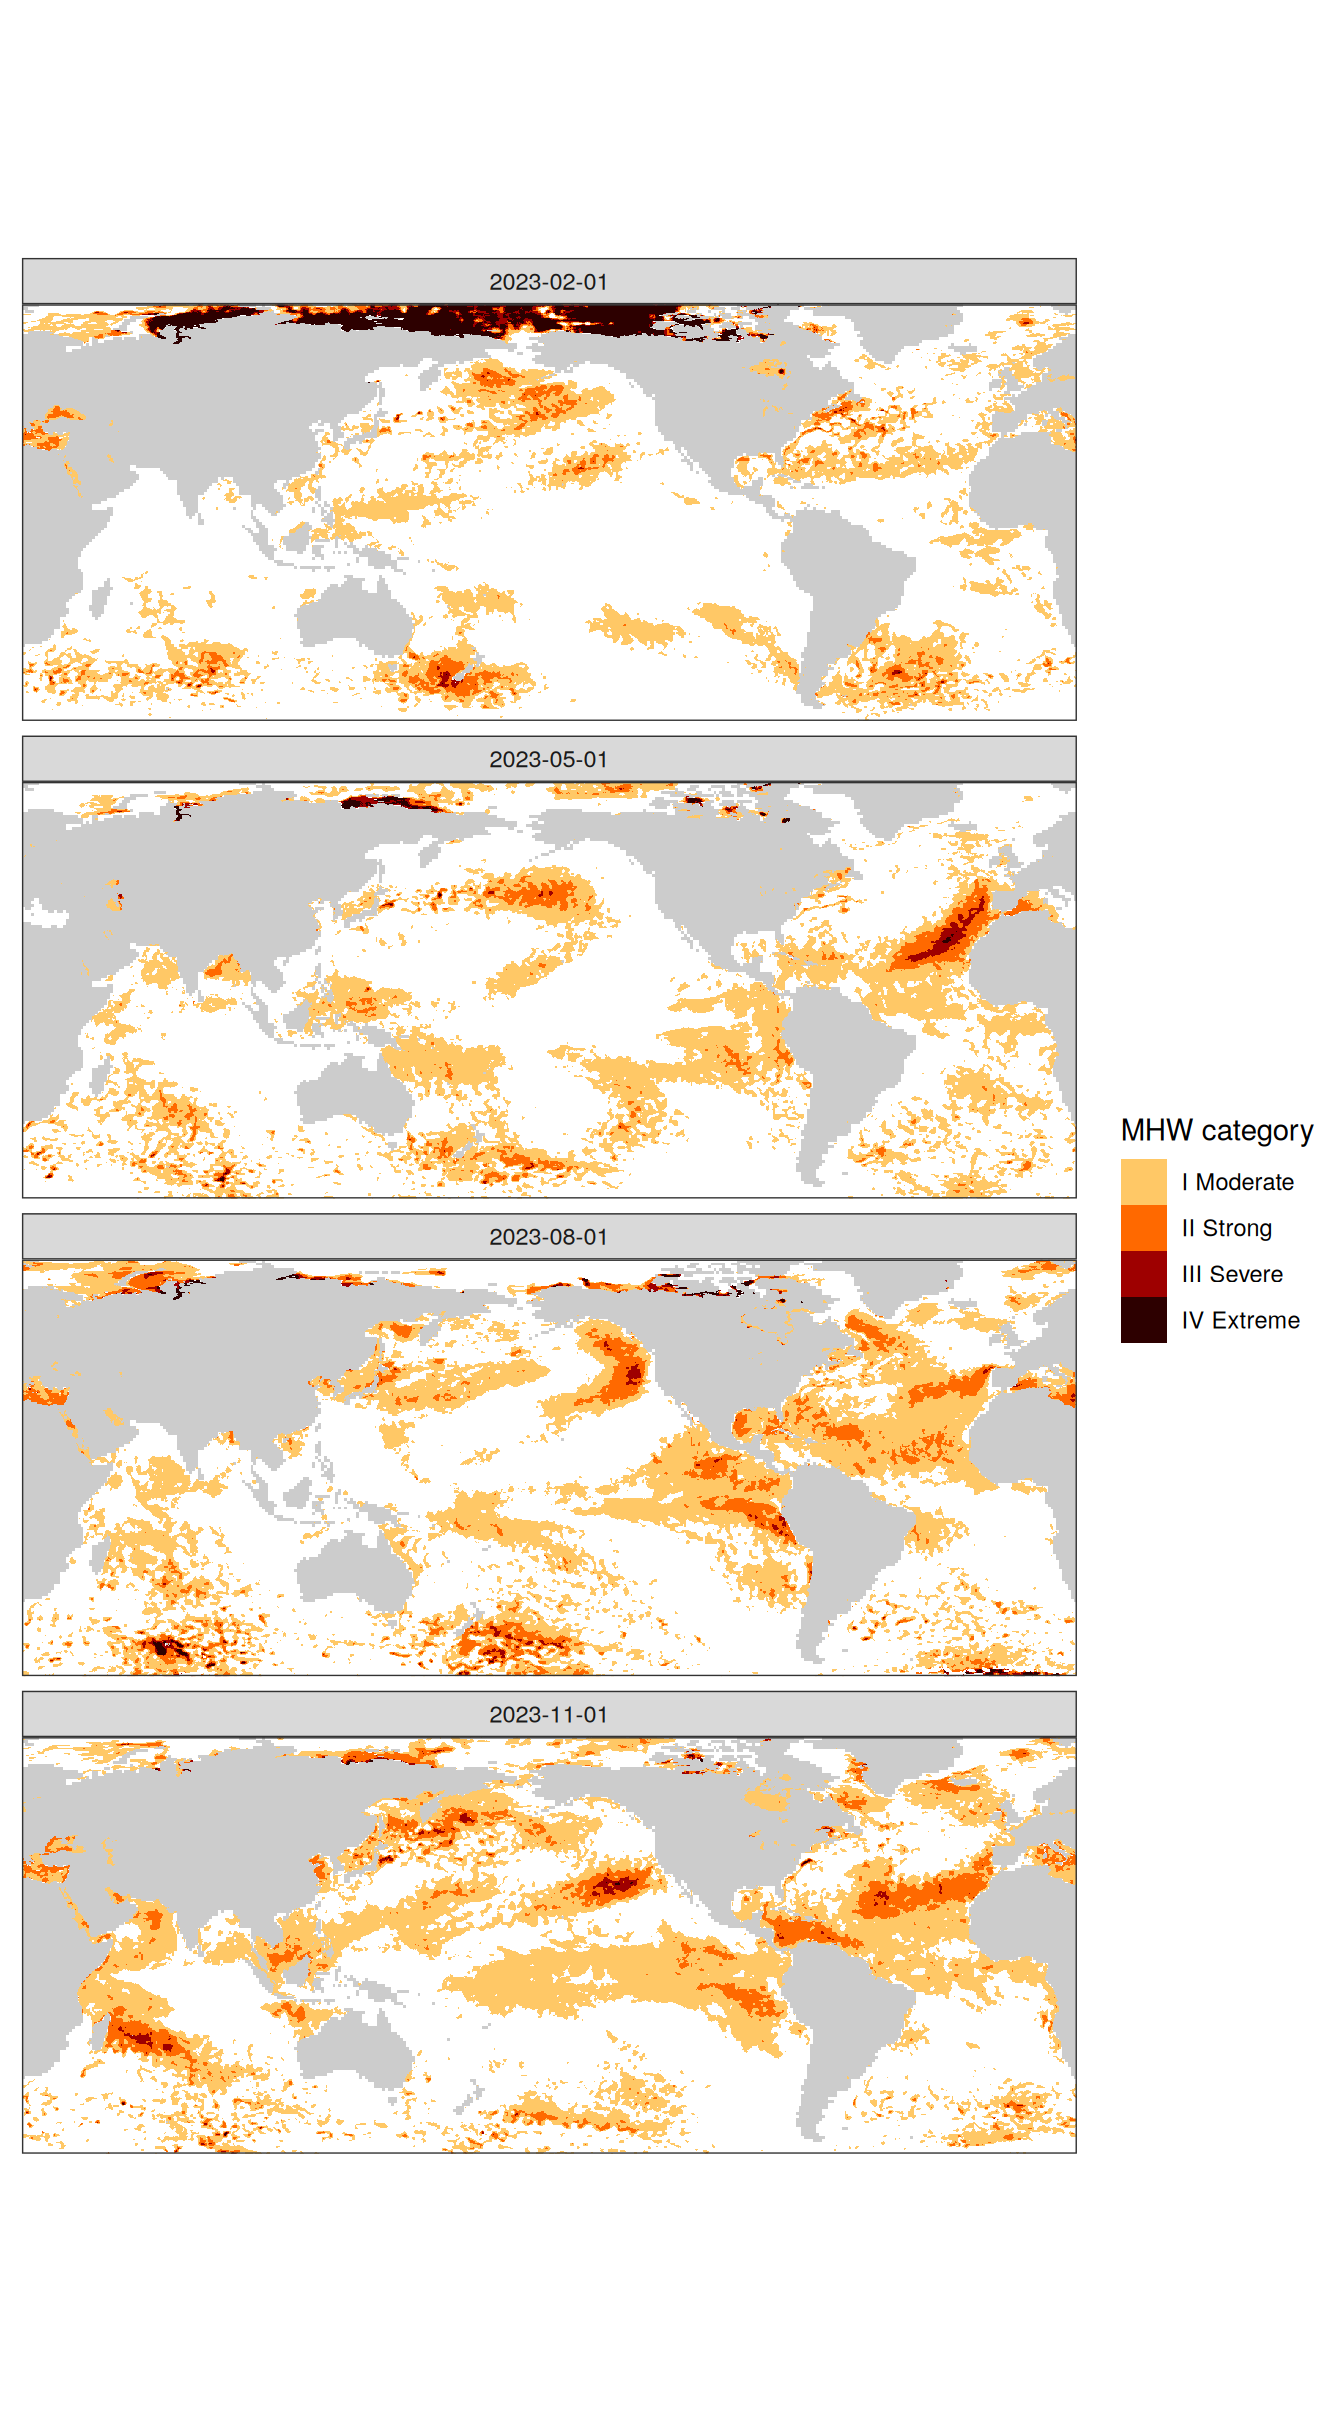 2023-02-01
2023-05-01
2023-08-01
2023-11-01
MHW category
I Moderate
II Strong
III Severe
IV Extreme